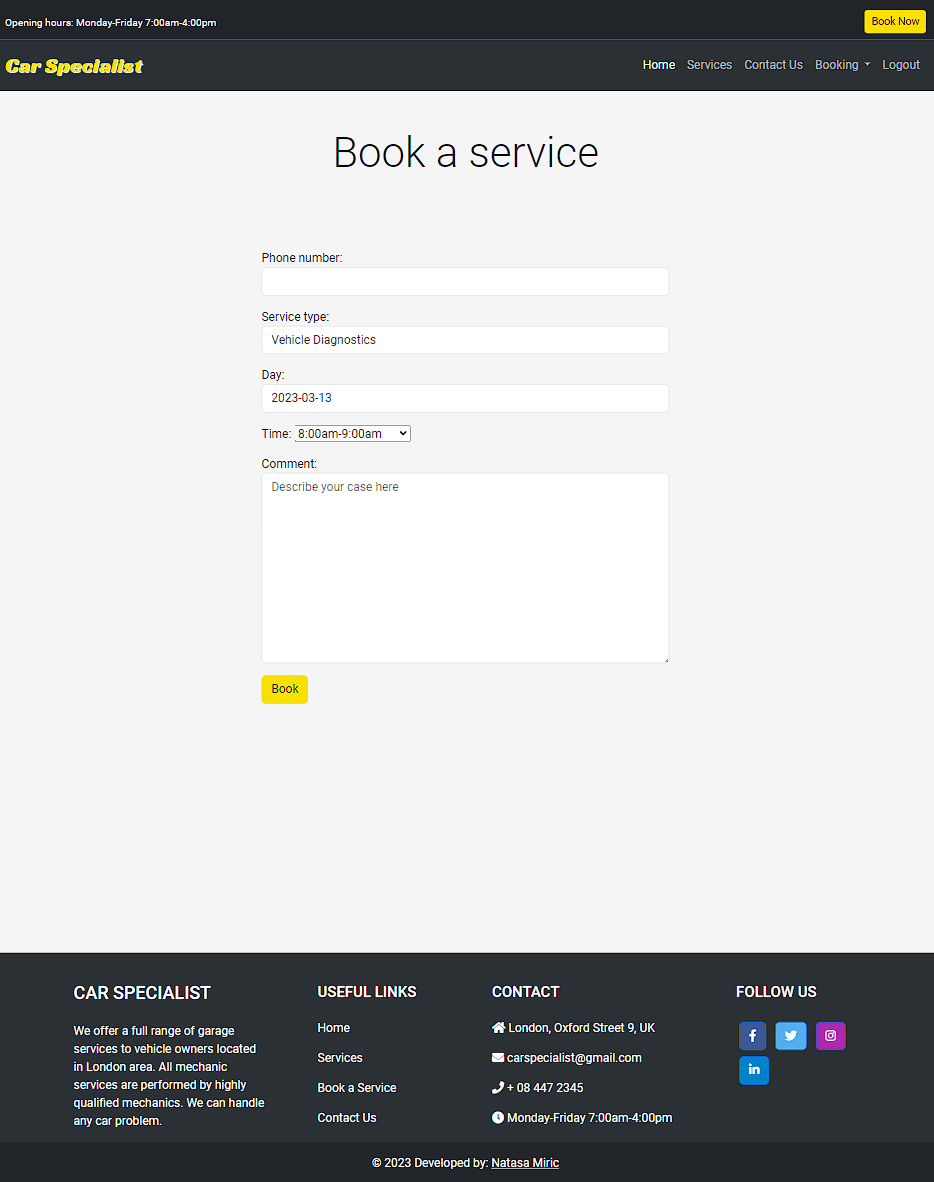 Opening hours: Monday-Friday 7:00am-4:00pm
Book Now
Car Specialist
Home Services Contact Us Booking Logout
Book a service
Phone number:
Service type:
Vehicle Diagnostics
Day:
2023-03-13
Time: 8:00am-9:00am
Comment:
Describe your case here
Book
CAR SPECIALIST
We offer a full range of garage
services to vehicle owners located
in London area. All mechanic
services are performed by highly
qualified mechanics. We can handle
any car problem.
USEFUL LINKS
Home
Services
Book a Service
Contact Us
CONTACT
London, Oxford Street 9, UK
carspecialist@gmail.com
+ 08 447 2345
Monday-Friday 7:00am-4:00pm
FOLLOW US
© 2023 Developed by: Natasa Miric